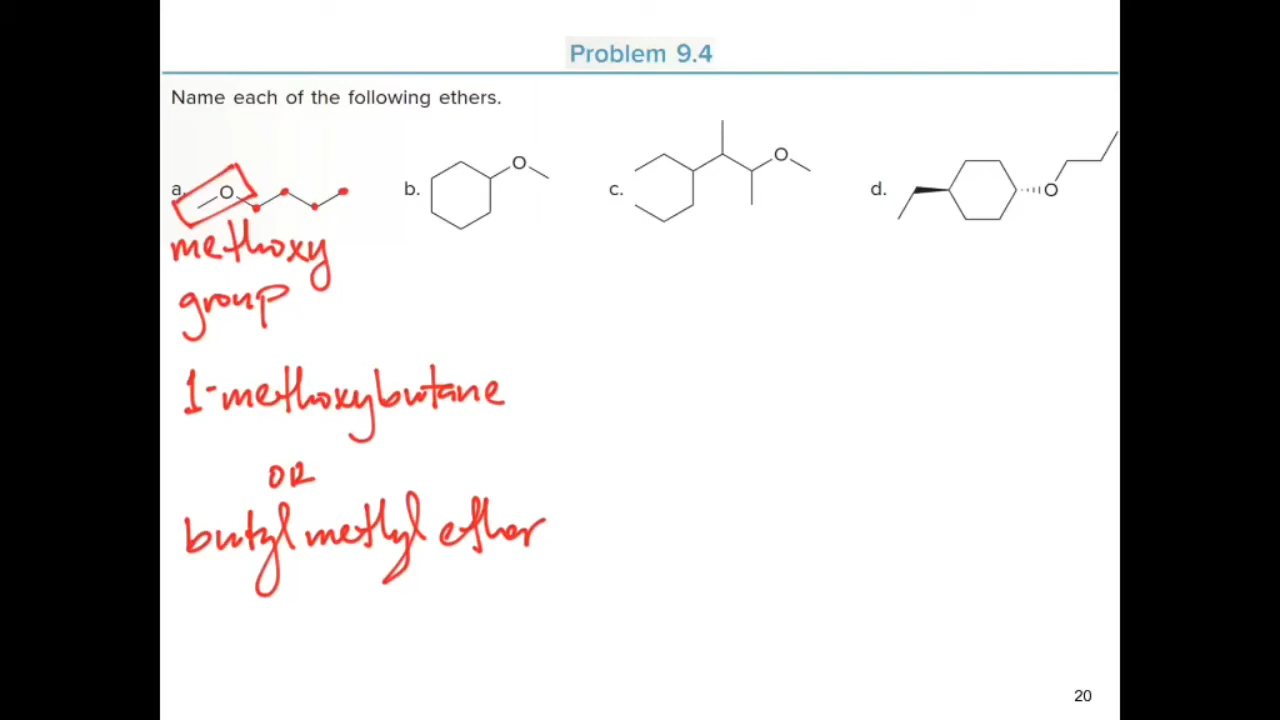 Problem 9.4
Name each of the following ethers.
a. O
b. O
c. O
d. O
methoxy
group
1-methoxybutane
OR
butyl methyl ether
20